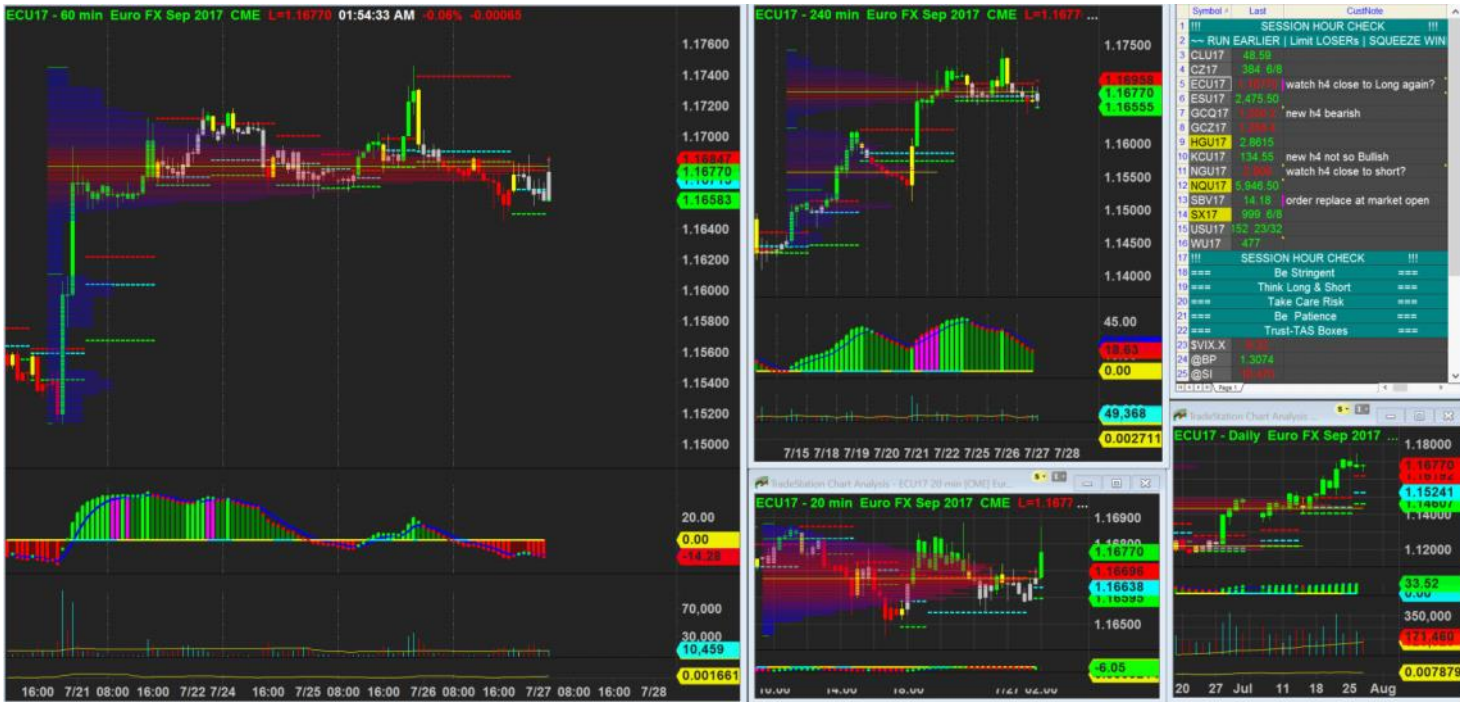 ECU17 - 60 min Euro FX Sep 2017 CME L=1.16770 01:54:33 AM -0.06% -0.00065
1.17600
1.17400
1.17200
1.17000
1.16847
1.16770
1.16583
1.16400
1.16200
1.16000
1.15800
1.15600
1.15400
1.15200
1.15000
20.00
0.00
-14.28
70,000
30,000
10,459
0.001661
16:00 7/21 08:00 16:00 7/22 7/24 16:00 7/25 08:00 16:00 7/26 08:00 16:00 7/27 08:00 16:00 7/28
ECU17 - 240 min Euro FX Sep 2017 CME L=1.1677 ...
1.17500
1.16958
1.16770
1.16555
1.16000
1.15500
1.15000
1.14500
1.14000
45.00
18.63
0.00
49,368
0.002711
7/15 7/18 7/19 7/20 7/21 7/22 7/25 7/26 7/27 7/28
TradeStation Chart Analysis - ECU17 20 min [CME] Eur...
ECU17 - 20 min Euro FX Sep 2017 CME L=1.1677 ...
1.16900
1.16770
1.16696
1.16638
1.16595
1.16500
-6.05
10:00 14:00 18:00 7/27 02:00
Symbol Last CustNote
1 !!! SESSION HOUR CHECK !!!
2 ~~ RUN EARLIER | Limit LOSERs | SQUEEZE WIN
3 CLU17 48.59
4 CZ17 384 6/8
5 ECU17 watch h4 close to Long again?
6 ESU17 2,475.50
7 GCQ17 new h4 bearish
8 GCZ17
9 HGU17 2.8615
10 KCU17 134.55 new h4 not so Bullish
11 NGU17 watch h4 close to short?
12 NQU17 5,946.50
13 SBV17 14.18 order replace at market open
14 SX17 999 6/8
15 USU17 152 23/32
16 WU17 477
17 !!! SESSION HOUR CHECK !!!
18 === Be Stringent ===
19 === Think Long & Short ===
20 === Take Care Risk ===
21 === Be Patience ===
22 === Trust-TAS Boxes ===
23 $VIX.X
24 @BP 1.3074
25 @SI
Page 1
TradeStation Chart Analysis ...
ECU17 - Daily Euro FX Sep 2017 ...
1.18000
1.16770
1.15241
1.14607
1.14000
1.12000
33.52
0.00
350,000
171,460
0.007879
20 27 Jul 11 18 25 Aug